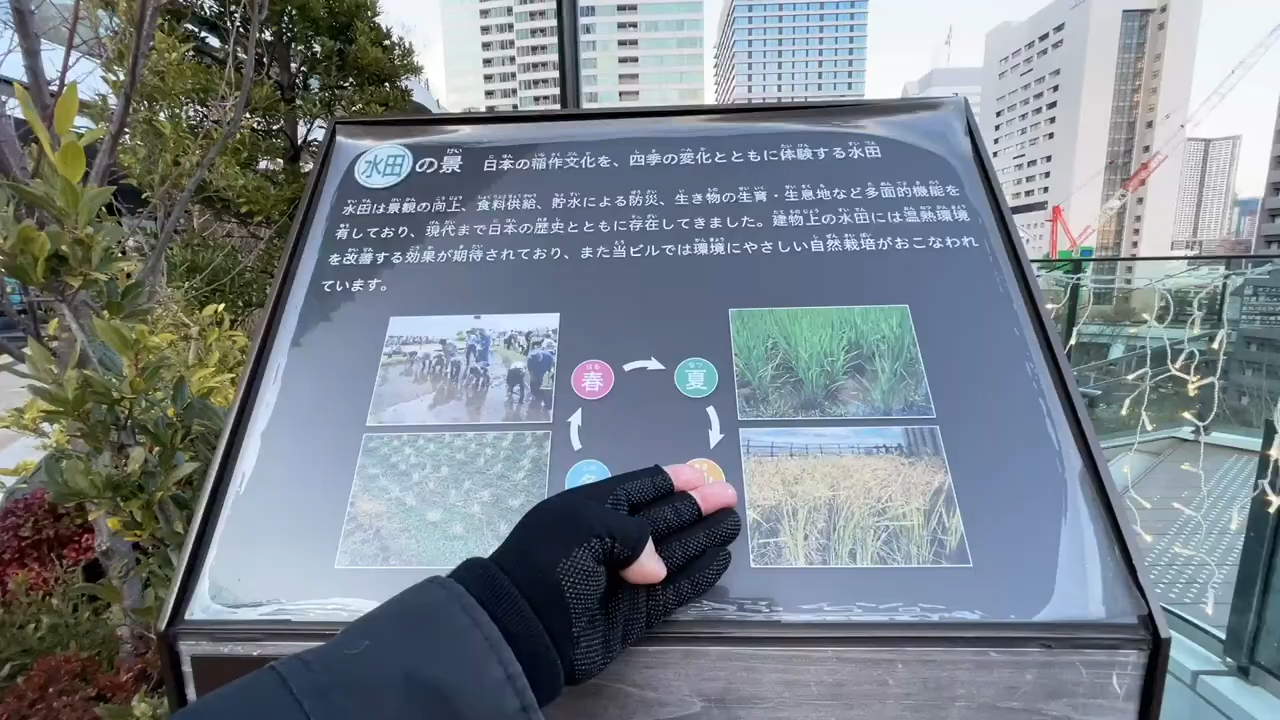 水田の景 日本の稲作文化を、四季の変化とともに体験する水田
水田は景観の向上、食料供給、貯水による防災、生き物の生育・生息地など多面的機能を
有しており、現代まで日本の歴史とともに存在してきました。建物上の水田には温熱環境
を改善する効果が期待されており、また当ビルでは環境にやさしい自然栽培がおこなわれ
ています。
春
夏